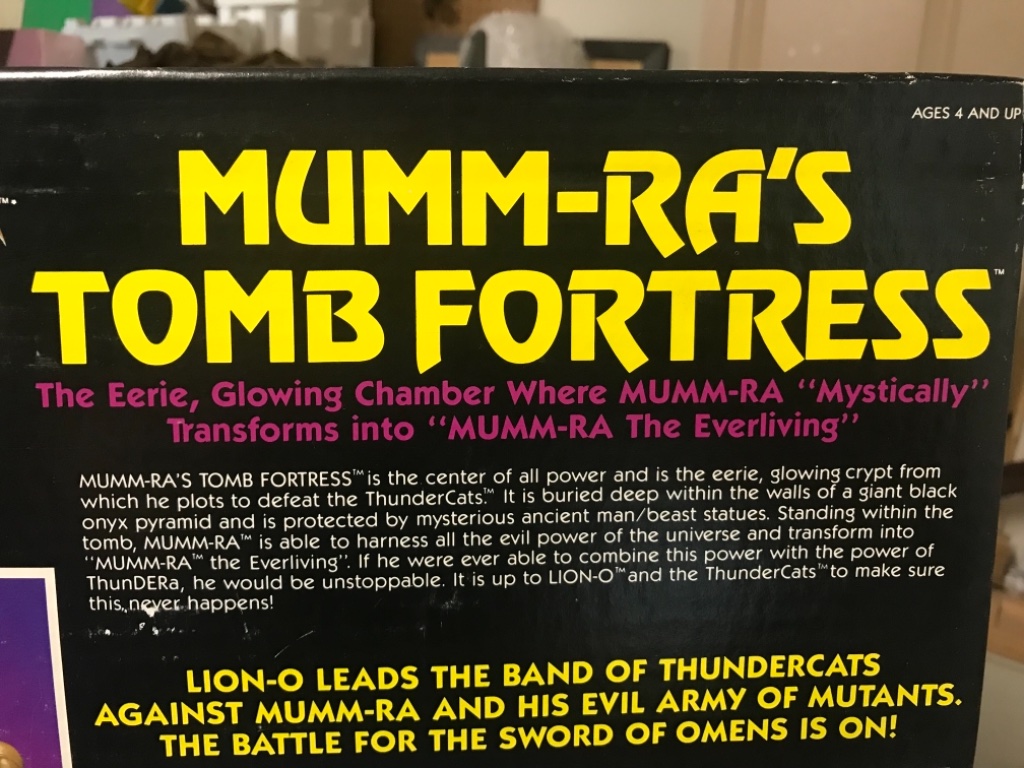 AGES 4 AND UP
TM
MUMM-RA'S
TOMB FORTRESS™
The Eerie, Glowing Chamber Where MUMM-RA "Mystically"
Transforms into "MUMM-RA The Everliving"
MUMM-RA'S TOMB FORTRESS™ is the center of all power and is the eerie, glowing crypt from
which he plots to defeat the ThunderCats.™ It is buried deep within the walls of a giant black
onyx pyramid and is protected by mysterious ancient man/beast statues. Standing within the
tomb, MUMM-RA™ is able to harness all the evil power of the universe and transform into
"MUMM-RA™ the Everliving". If he were ever able to combine this power with the power of
ThunDERa, he would be unstoppable. It is up to LION-O™ and the ThunderCats™ to make sure
this never happens!
LION-O LEADS THE BAND OF THUNDERCATS
AGAINST MUMM-RA AND HIS EVIL ARMY OF MUTANTS.
THE BATTLE FOR THE SWORD OF OMENS IS ON!